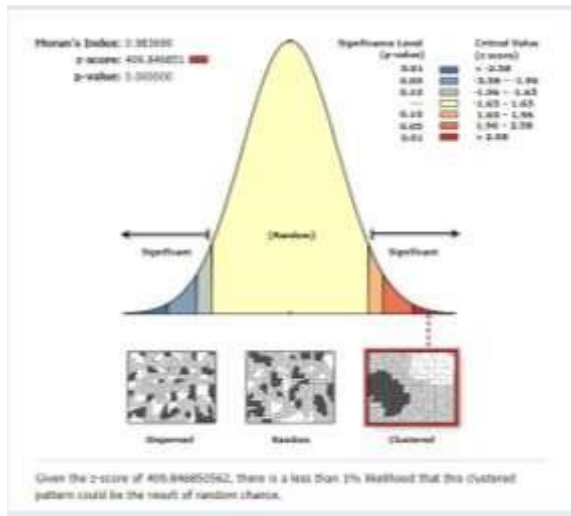 Moran's Index:
z-score: 409.846851
p-value: 0.000000
Significance Level
(p-value)
0.01
0.05
0.10
---
0.10
0.05
0.01
Critical Value
(z-score)
< -2.58
-2.58 - -1.96
-1.96 - -1.65
-1.65 - 1.65
1.65 - 1.96
1.96 - 2.58
> 2.58
(Random)
Significant
Significant
Dispersed
Random
Clustered
Given the z-score of 409.846850562, there is a less than 1% likelihood that this clustered
pattern could be the result of random chance.